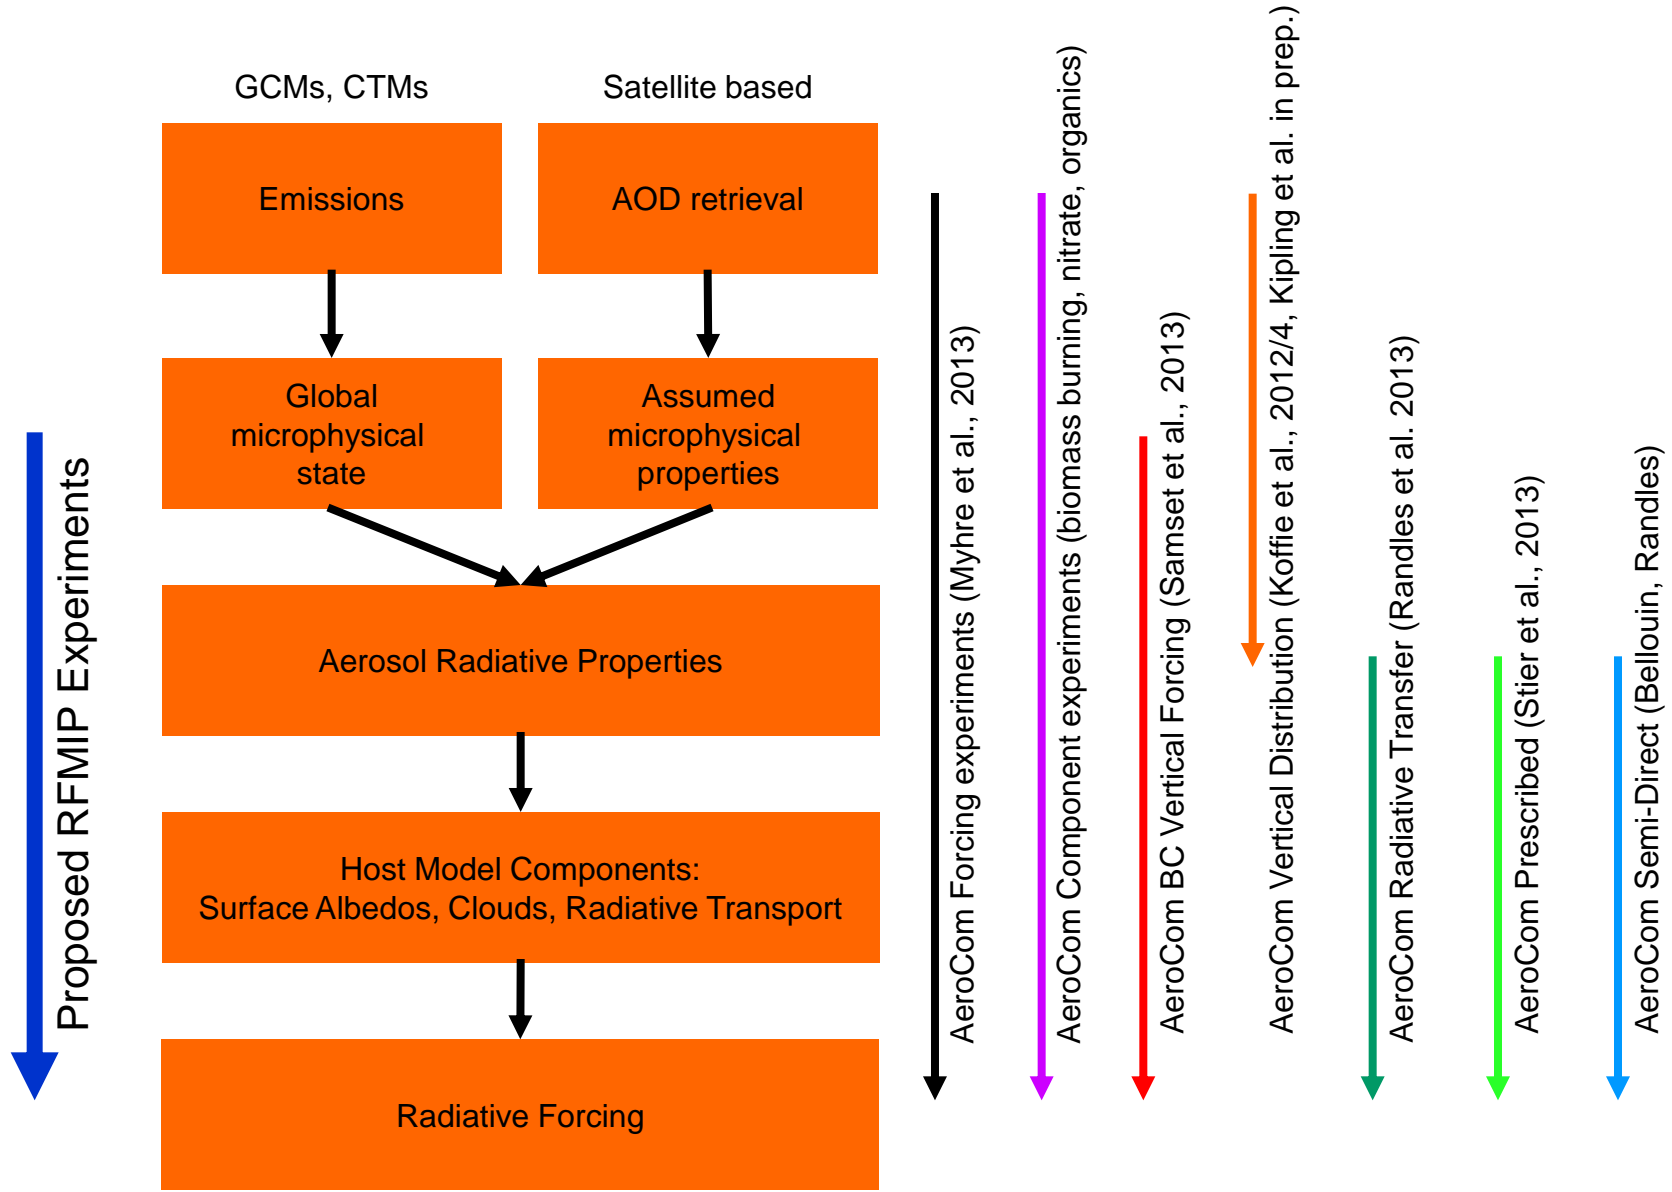 GCMs, CTMs
Satellite based
Emissions
AOD retrieval
Global
microphysical
state
Assumed
microphysical
properties
Aerosol Radiative Properties
Host Model Components:
Surface Albedos, Clouds, Radiative Transport
Radiative Forcing
Proposed RFMIP Experiments
AeroCom Forcing experiments (Myhre et al., 2013)
AeroCom Component experiments (biomass burning, nitrate, organics)
AeroCom BC Vertical Forcing (Samset et al., 2013)
AeroCom Vertical Distribution (Koffie et al., 2012/4, Kipling et al. in prep.)
AeroCom Radiative Transfer (Randles et al. 2013)
AeroCom Prescribed (Stier et al., 2013)
AeroCom Semi-Direct (Bellouin, Randles)